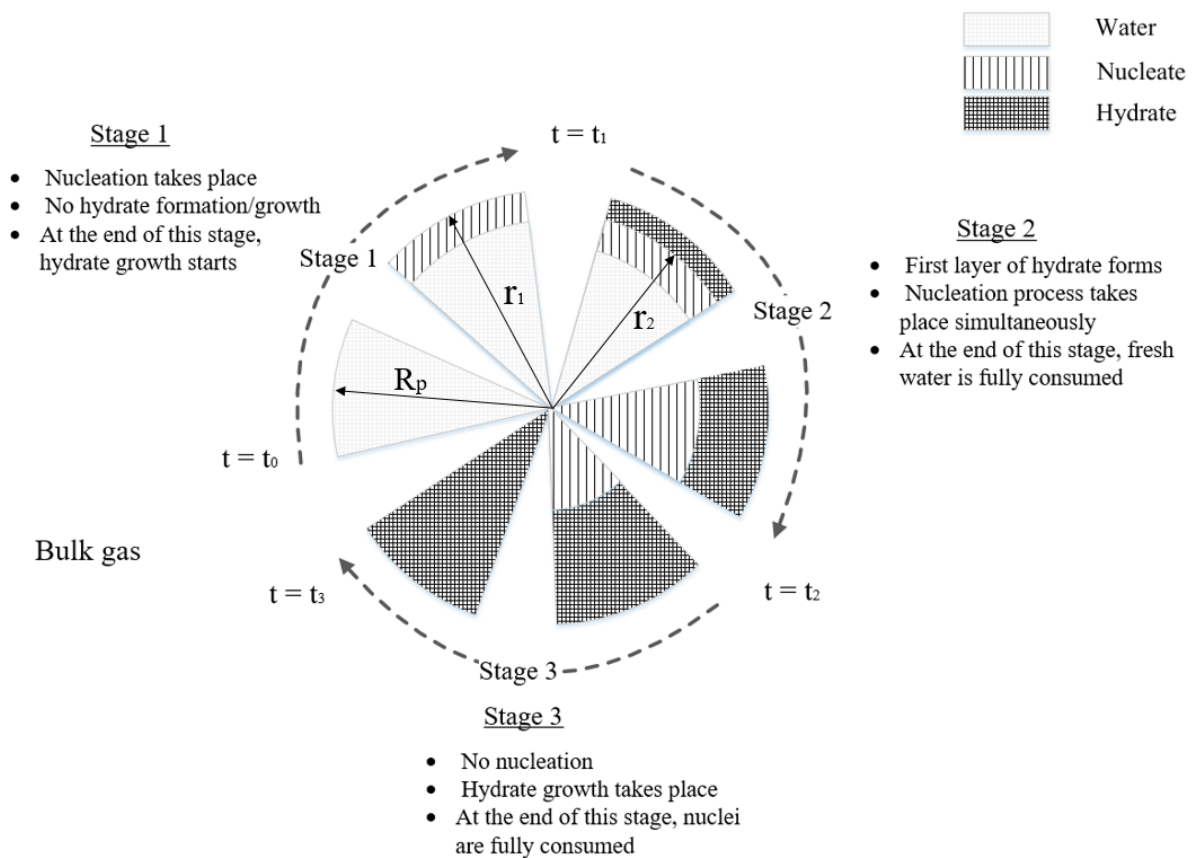 Water
Nucleate
Hydrate
Stage 1
• Nucleation takes place
• No hydrate formation/growth
• At the end of this stage,
hydrate growth starts
t = t₁
Stage 1
r₁
r₂
Stage 2
Stage 2
• First layer of hydrate forms
• Nucleation process takes
place simultaneously
• At the end of this stage, fresh
water is fully consumed
Rₚ
t = t₀
Bulk gas
t = t₃
t = t₂
Stage 3
Stage 3
• No nucleation
• Hydrate growth takes place
• At the end of this stage, nuclei
are fully consumed